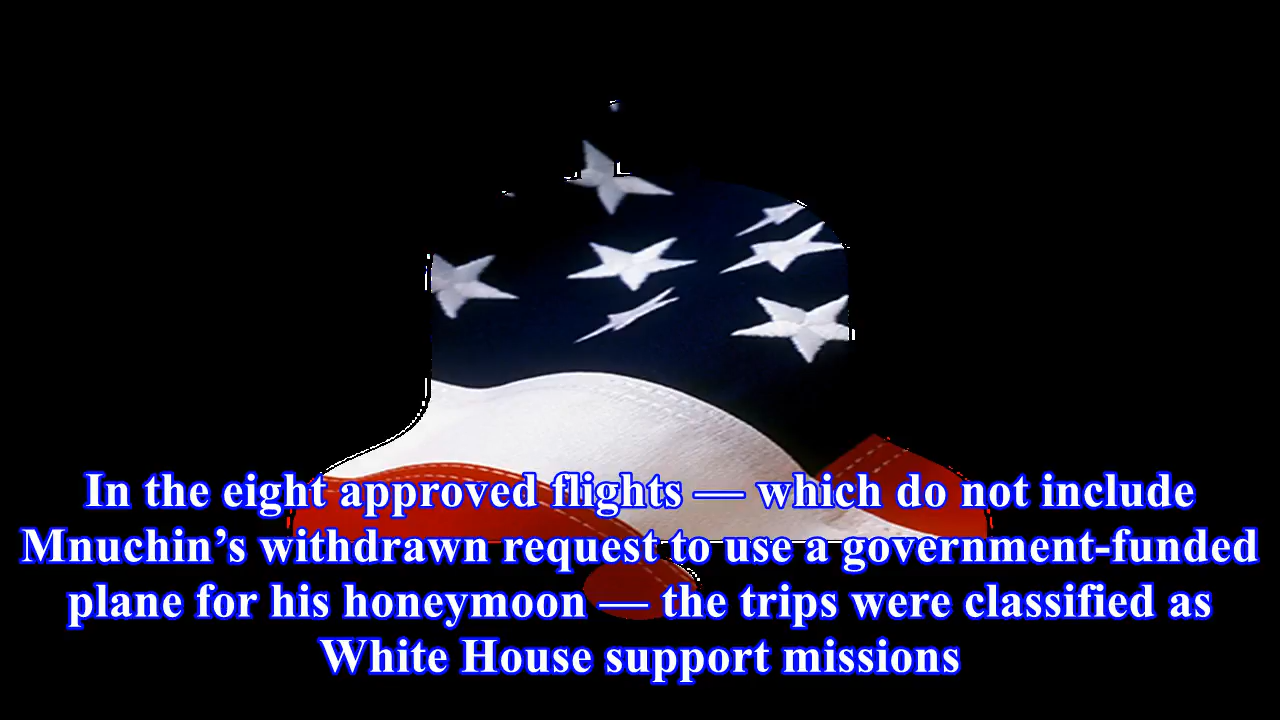 In the eight approved flights — which do not include
Mnuchin’s withdrawn request to use a government-funded
plane for his honeymoon — the trips were classified as
White House support missions